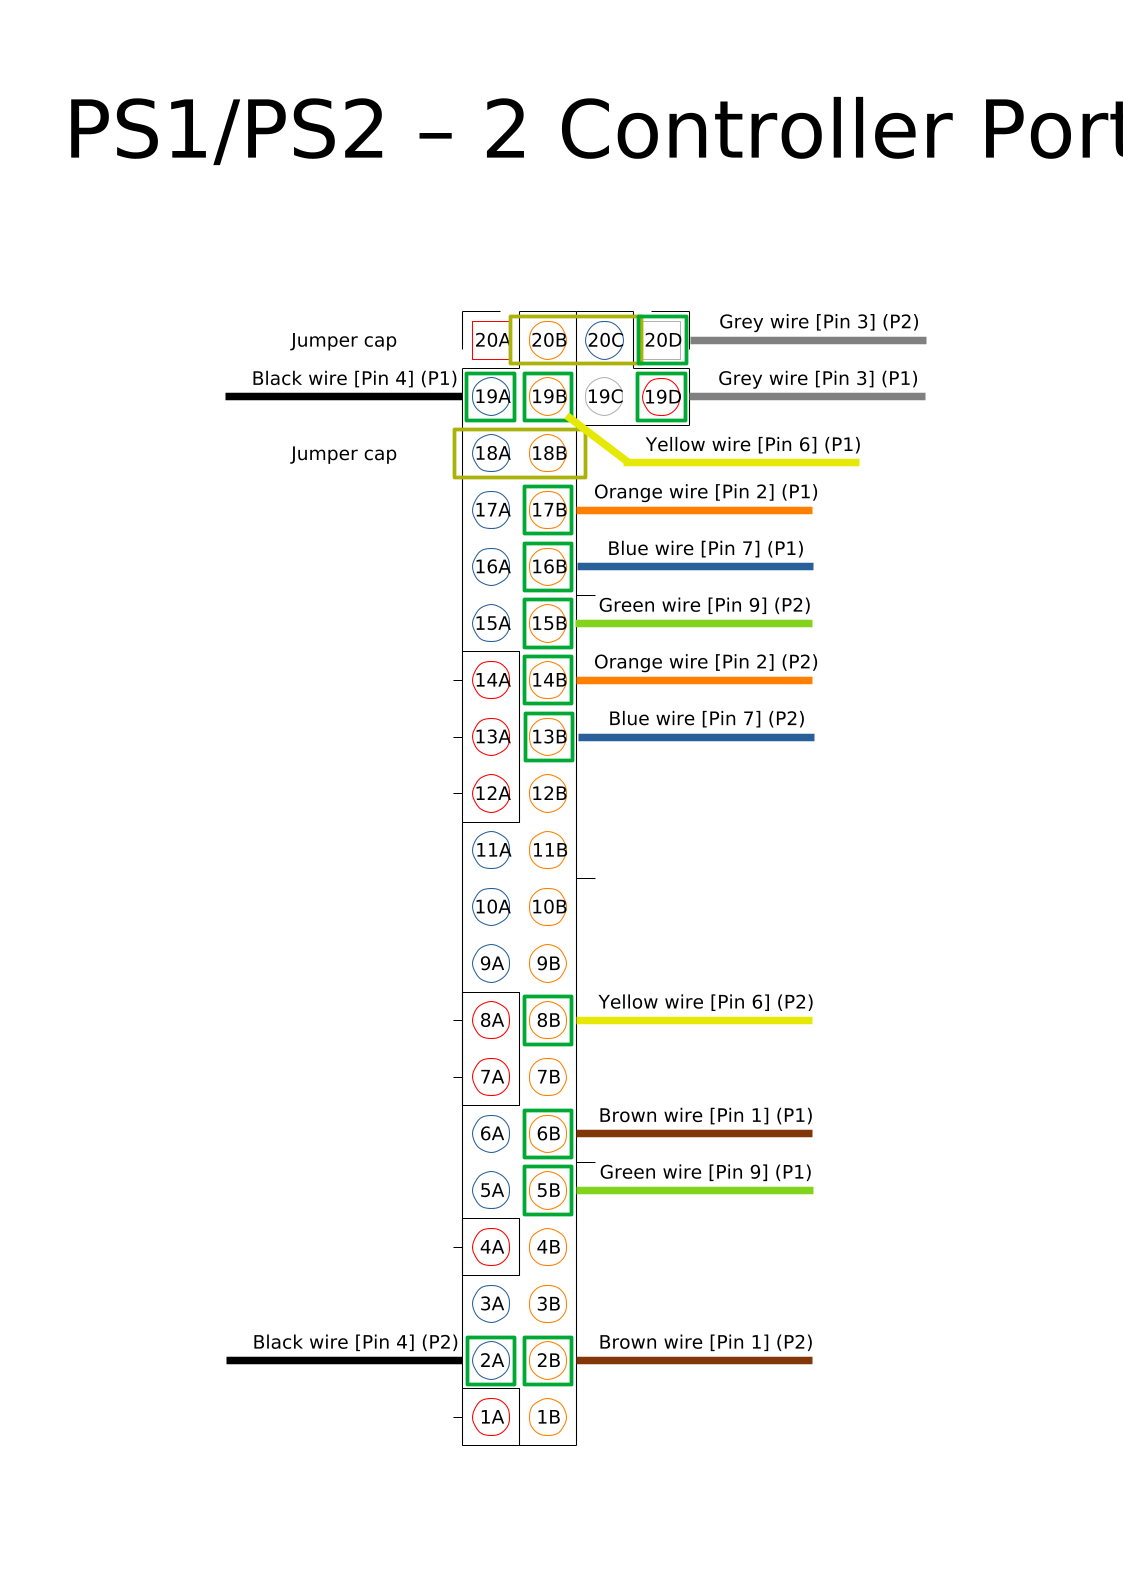 PS1/PS2 – 2 Controller Port
Grey wire [Pin 3] (P2)
Jumper cap 20A 20B 20C 20D
Black wire [Pin 4] (P1) Grey wire [Pin 3] (P1)
19A 19B 19C 19D
Yellow wire [Pin 6] (P1)
Jumper cap 18A 18B
Orange wire [Pin 2] (P1)
17A 17B
Blue wire [Pin 7] (P1)
16A 16B
Green wire [Pin 9] (P2)
15A 15B
Orange wire [Pin 2] (P2)
14A 14B
Blue wire [Pin 7] (P2)
13A 13B
12A 12B
11A 11B
10A 10B
9A 9B
Yellow wire [Pin 6] (P2)
8A 8B
7A 7B
Brown wire [Pin 1] (P1)
6A 6B
Green wire [Pin 9] (P1)
5A 5B
4A 4B
3A 3B
Black wire [Pin 4] (P2) Brown wire [Pin 1] (P2)
2A 2B
1A 1B